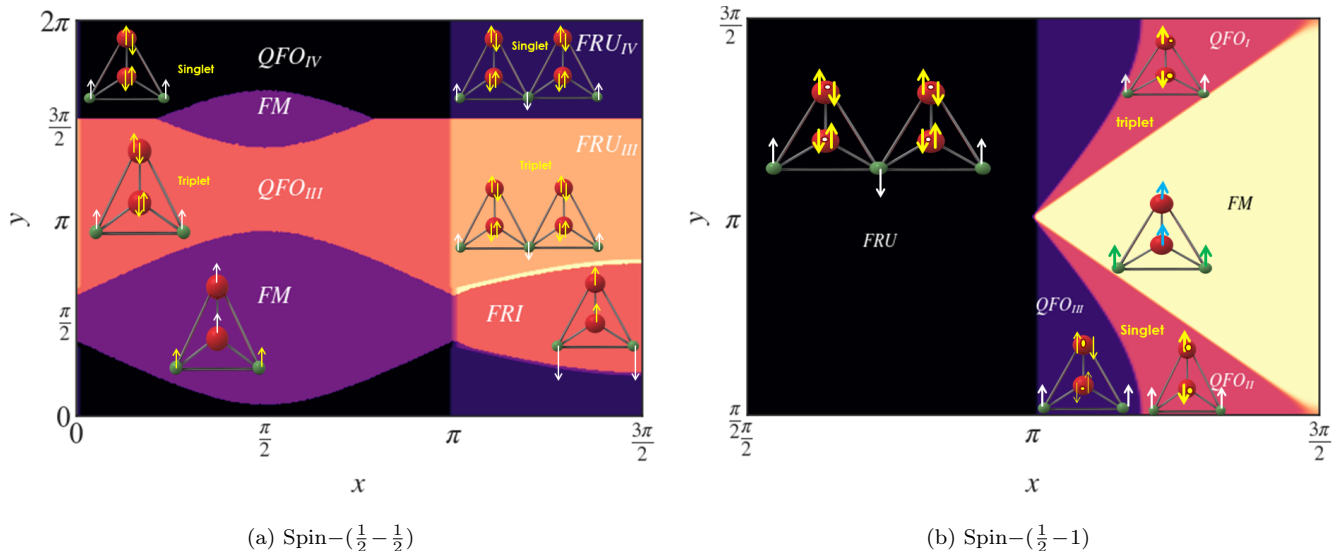 2π
3π/2
π
π/2
0
y
0
π/2
π
3π/2
x
Singlet
QFO_IV
FM
Singlet
FRU_IV
Triplet
QFO_III
FRU_III
Triplet
FM
FRI
(a) Spin−(1/2−1/2)
3π/2
π
π/2
y
π/2
π
3π/2
x
QFO_I
triplet
FM
FRU
QFO_III
Singlet
QFO_II
(b) Spin−(1/2−1)